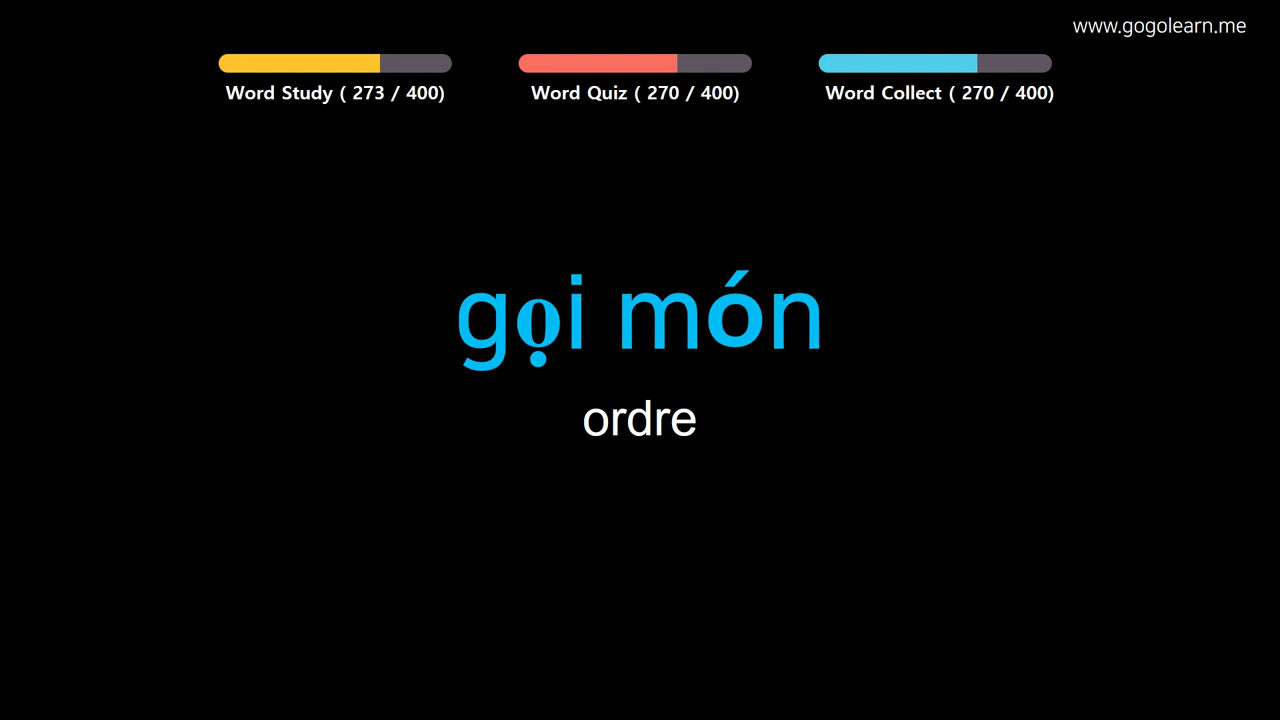 www.gogolearn.me
Word Study ( 273 / 400)
Word Quiz ( 270 / 400)
Word Collect ( 270 / 400)
gọi món
ordre